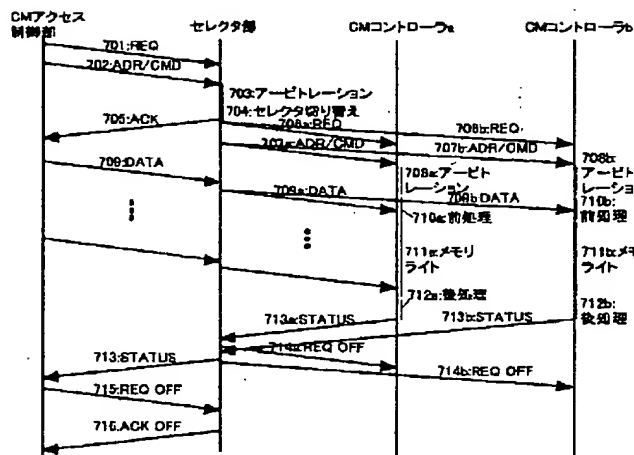 CMアクセス
制御部
セレクタ部
CMコントローラa
CMコントローラb
701:REQ
702:ADR/CMD
703:アービトレーション
704:セレクタ切り替え
705:ACK
706a:REQ
706b:REQ
707a:ADR/CMD
707b:ADR/CMD
708a:アービト
レーション
708b:
アービト
レーション
709:DATA
709a:DATA
709b:DATA
710a:前処理
710b:
前処理
711a:メモリ
ライト
711b:メモ
ライト
712a:後処理
712b:
後処理
713a:STATUS
713b:STATUS
714a:REQ OFF
713:STATUS
714b:REQ OFF
715:REQ OFF
716:ACK OFF